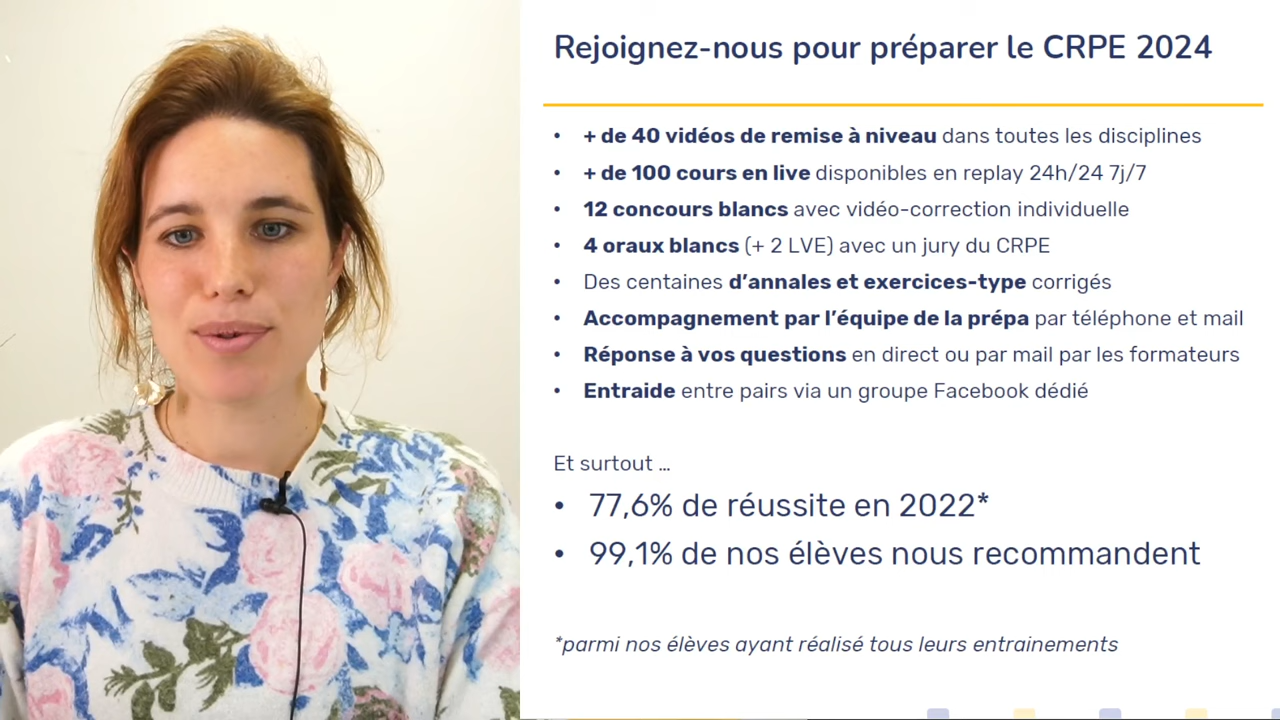 Rejoignez-nous pour préparer le CRPE 2024
• + de 40 vidéos de remise à niveau dans toutes les disciplines
• + de 100 cours en live disponibles en replay 24h/24 7j/7
• 12 concours blancs avec vidéo-correction individuelle
• 4 oraux blancs (+ 2 LVE) avec un jury du CRPE
• Des centaines d’annales et exercices-type corrigés
• Accompagnement par l’équipe de la prépa par téléphone et mail
• Réponse à vos questions en direct ou par mail par les formateurs
• Entraide entre pairs via un groupe Facebook dédié
Et surtout …
• 77,6% de réussite en 2022*
• 99,1% de nos élèves nous recommandent
*parmi nos élèves ayant réalisé tous leurs entrainements